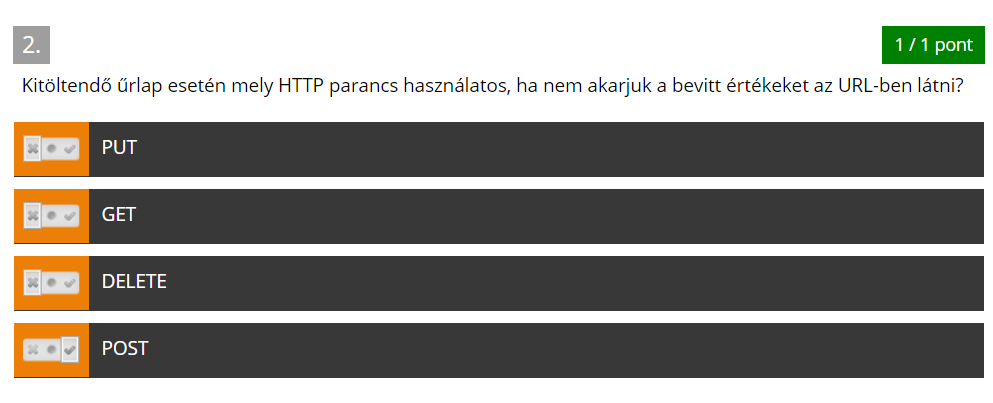 2.
1 / 1 pont
Kitöltendő űrlap esetén mely HTTP parancs használatos, ha nem akarjuk a bevitt értékeket az URL-ben látni?
PUT
GET
DELETE
POST